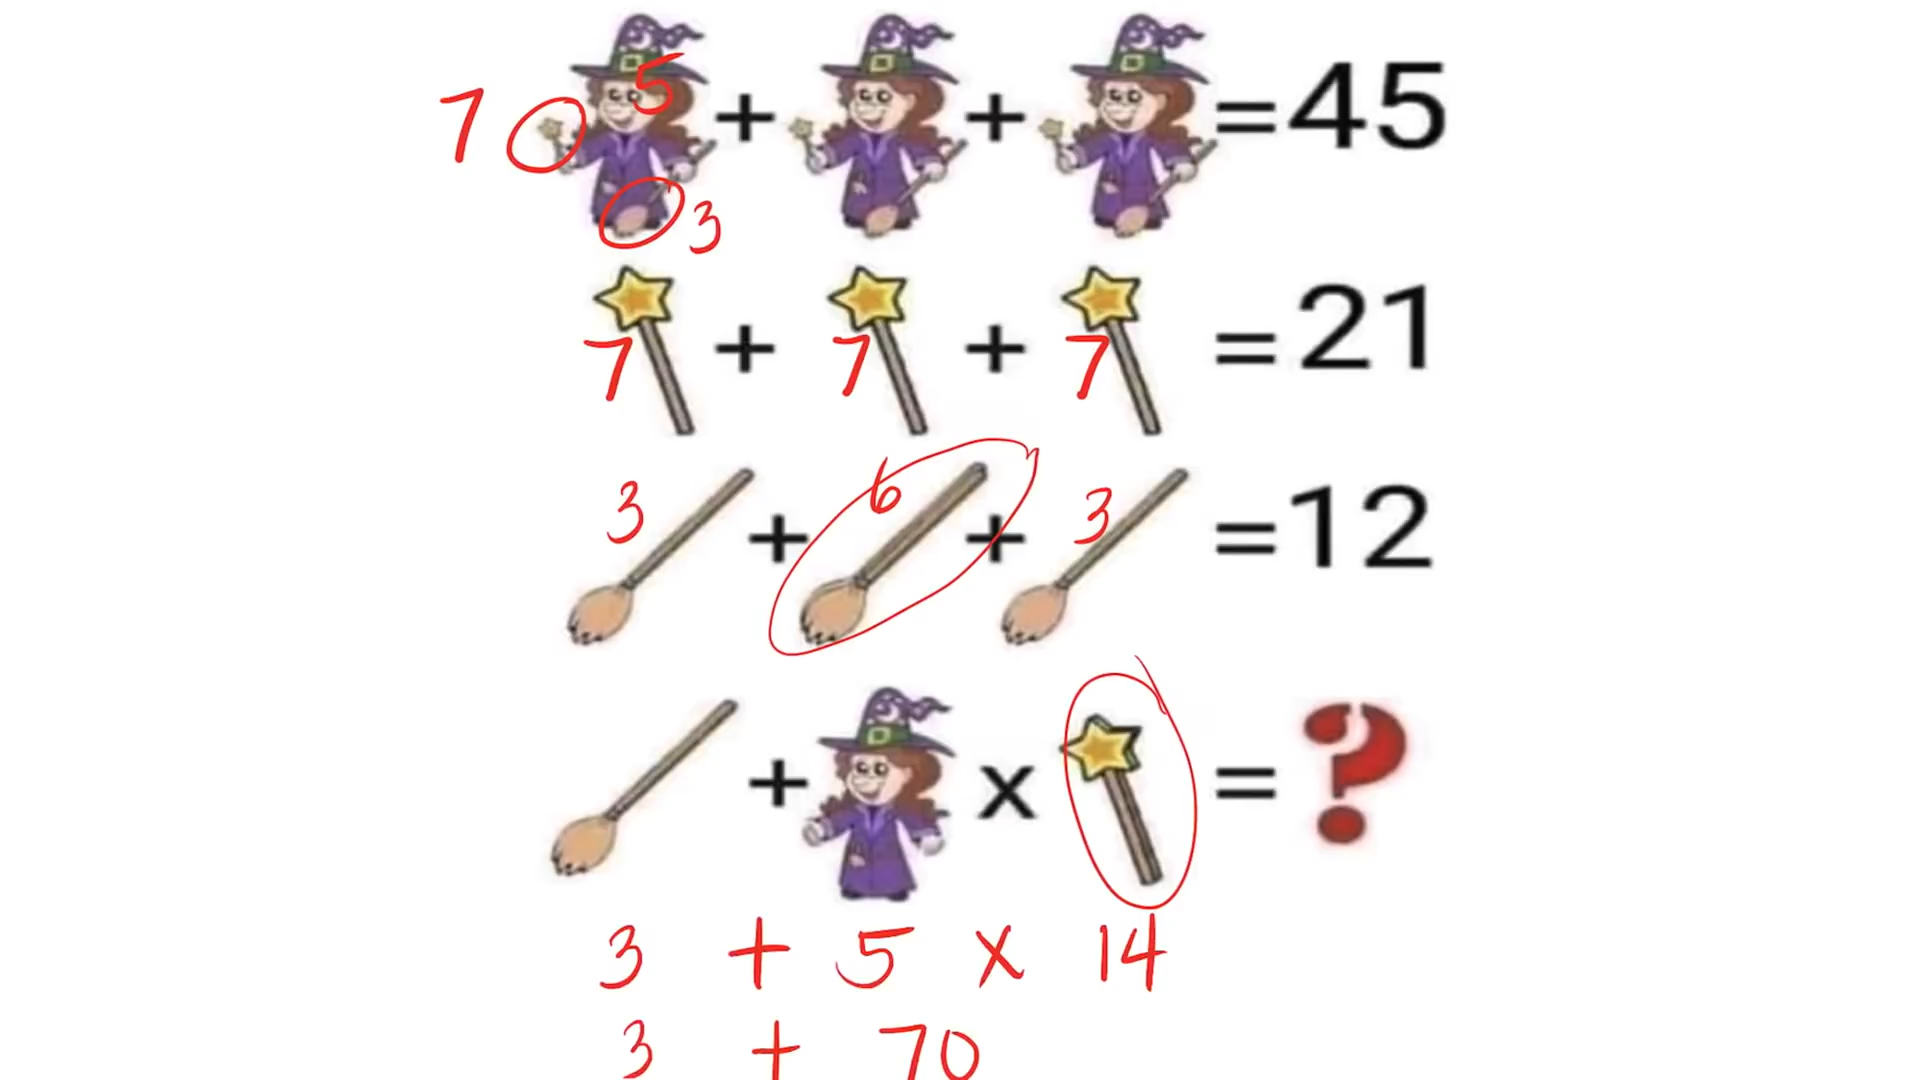 7 5 + + =45
3
7 + 7 + 7 =21
3 + 6 + 3 =12
+ x = ?
3 + 5 x 14
3 + 70